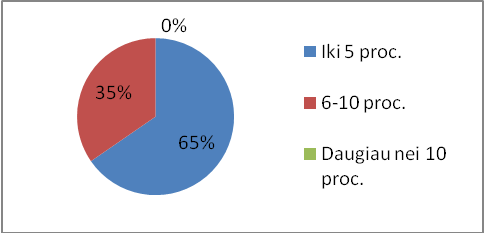 0%
35%
65%
Iki 5 proc.
6-10 proc.
Daugiau nei 10
proc.